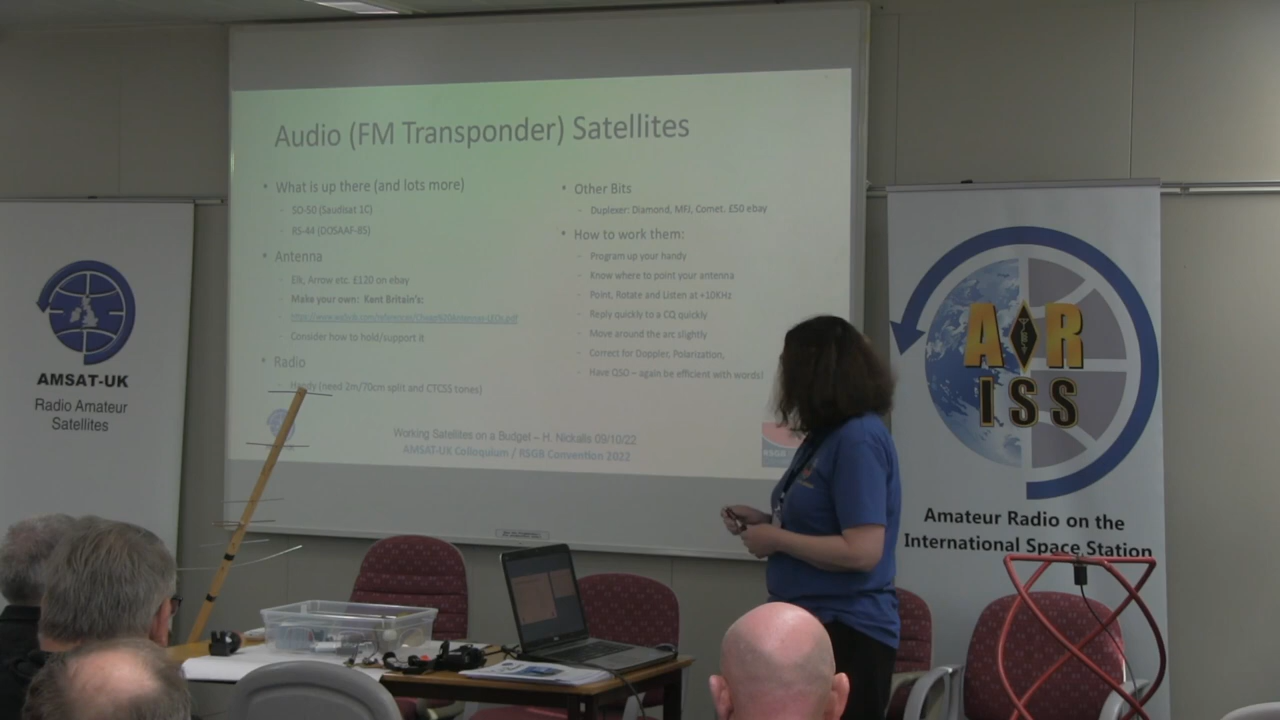 Audio (FM Transponder) Satellites
What is up there (and lots more)
SO-50 (Saudisat 1C)
RS-44 (DOSAAF-85)
Antenna
Elk, Arrow etc. £120 on ebay
Make your own: Kent Britain's:
Consider how to hold/support it
Radio
Handy (need 2m/70cm split and CTCSS tones)
Other Bits
Duplexer: Diamond, MFJ, Comet. £50 ebay
How to work them:
Program up your handy
Know where to point your antenna
Point, Rotate and Listen at +10KHz
Reply quickly to a CQ quickly
Move around the arc slightly
Correct for Doppler, Polarization,
Have QSO – again be efficient with words!
Working Satellites on a Budget – H. Nickalls 09/10/22
AMSAT-UK Colloquium / RSGB Convention 2022
RSGB
AMSAT-UK
Radio Amateur
Satellites
AR
ISS
Amateur Radio on the
International Space Station